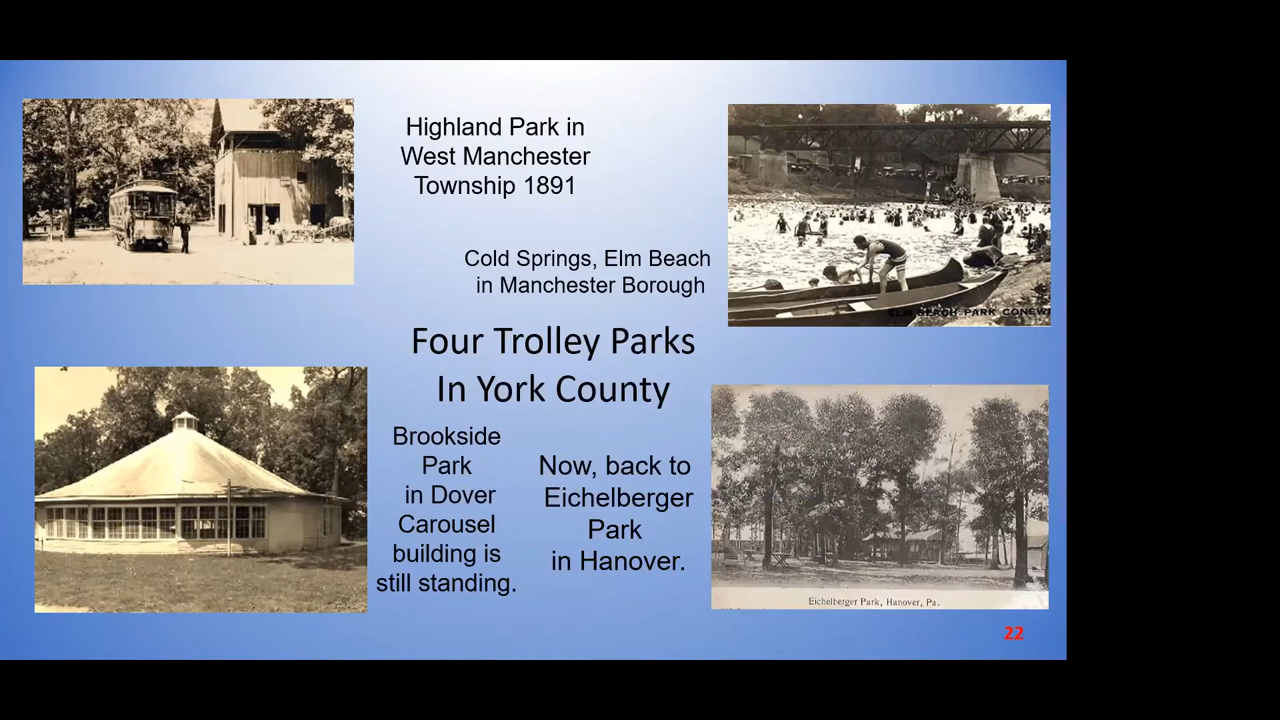 Highland Park in
West Manchester
Township 1891
Cold Springs, Elm Beach
in Manchester Borough
ELM BEACH PARK CONEW
Four Trolley Parks
In York County
Brookside
Park
in Dover
Carousel
building is
still standing.
Now, back to
Eichelberger
Park
in Hanover.
Eichelberger Park, Hanover, Pa.
22